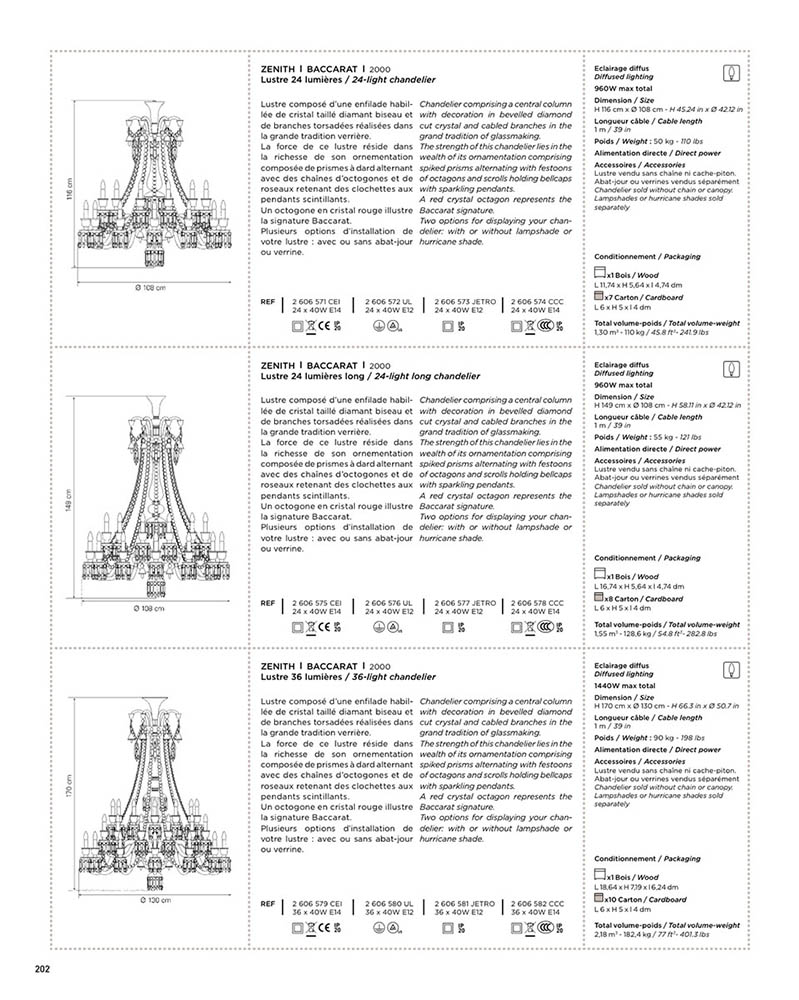 116 cm
Ø 108 cm
ZENITH I BACCARAT I 2000
Lustre 24 lumières / 24-light chandelier
Lustre composé d'une enfilade habil-
lée de cristal taillé diamant biseau et
de branches torsadées réalisées dans
la grande tradition verrière.
La force de ce lustre réside dans
la richesse de son ornementation
composée de prismes à dard alternant
avec des chaînes d'octogones et de
roseaux retenant des clochettes aux
pendants scintillants.
Un octogone en cristal rouge illustre
la signature Baccarat.
Plusieurs options d'installation de
votre lustre : avec ou sans abat-jour
ou verrine.
Chandelier comprising a central column
with decoration in bevelled diamond
cut crystal and cabled branches in the
grand tradition of glassmaking.
The strength of this chandelier lies in the
wealth of its ornamentation comprising
spiked prisms alternating with festoons
of octagons and scrolls holding bellcaps
with sparkling pendants.
A red crystal octagon represents the
Baccarat signature.
Two options for displaying your chan-
delier: with or without lampshade or
hurricane shade.
REF
2 606 571 CEI
24 x 40W E14
2 606 572 UL
24 x 40W E12
2 606 573 JETRO
24 x 40W E12
2 606 574 CCC
24 x 40W E14
Eclairage diffus
Diffused lighting
960W max total
Dimension / Size
H 116 cm x Ø 108 cm - H 45.24 in x Ø 42.12 in
Longueur câble / Cable length
1 m / 39 in
Poids / Weight : 50 kg - 110 lbs
Alimentation directe / Direct power
Accessoires / Accessories
Lustre vendu sans chaîne ni cache-piton.
Abat-jour ou verrines vendus séparément
Chandelier sold without chain or canopy.
Lampshades or hurricane shades sold
separately
Conditionnement / Packaging
x1 Bois / Wood
L 11,74 x H 5,64 x l 4,74 dm
x7 Carton / Cardboard
L 6 x H 5 x l 4 dm
Total volume-poids / Total volume-weight
1,30 m³ - 110 kg / 45.8 ft³- 241.9 lbs
149 cm
Ø 108 cm
ZENITH I BACCARAT I 2000
Lustre 24 lumières long / 24-light long chandelier
Lustre composé d'une enfilade habil-
lée de cristal taillé diamant biseau et
de branches torsadées réalisées dans
la grande tradition verrière.
La force de ce lustre réside dans
la richesse de son ornementation
composée de prismes à dard alternant
avec des chaînes d'octogones et de
roseaux retenant des clochettes aux
pendants scintillants.
Un octogone en cristal rouge illustre
la signature Baccarat.
Plusieurs options d'installation de
votre lustre : avec ou sans abat-jour
ou verrine.
Chandelier comprising a central column
with decoration in bevelled diamond
cut crystal and cabled branches in the
grand tradition of glassmaking.
The strength of this chandelier lies in the
wealth of its ornamentation comprising
spiked prisms alternating with festoons
of octagons and scrolls holding bellcaps
with sparkling pendants.
A red crystal octagon represents the
Baccarat signature.
Two options for displaying your chan-
delier: with or without lampshade or
hurricane shade.
REF
2 606 575 CEI
24 x 40W E14
2 606 576 UL
24 x 40W E12
2 606 577 JETRO
24 x 40W E12
2 606 578 CCC
24 x 40W E14
Eclairage diffus
Diffused lighting
960W max total
Dimension / Size
H 149 cm x Ø 108 cm - H 58.11 in x Ø 42.12 in
Longueur câble / Cable length
1 m / 39 in
Poids / Weight : 55 kg - 121 lbs
Alimentation directe / Direct power
Accessoires / Accessories
Lustre vendu sans chaîne ni cache-piton.
Abat-jour ou verrines vendus séparément
Chandelier sold without chain or canopy.
Lampshades or hurricane shades sold
separately
Conditionnement / Packaging
x1 Bois / Wood
L 16,74 x H 5,64 x l 4,74 dm
x8 Carton / Cardboard
L 6 x H 5 x l 4 dm
Total volume-poids / Total volume-weight
1,55 m³ - 128,6 kg / 54.8 ft³- 282.8 lbs
170 cm
Ø 130 cm
ZENITH I BACCARAT I 2000
Lustre 36 lumières / 36-light chandelier
Lustre composé d'une enfilade habil-
lée de cristal taillé diamant biseau et
de branches torsadées réalisées dans
la grande tradition verrière.
La force de ce lustre réside dans
la richesse de son ornementation
composée de prismes à dard alternant
avec des chaînes d'octogones et de
roseaux retenant des clochettes aux
pendants scintillants.
Un octogone en cristal rouge illustre
la signature Baccarat.
Plusieurs options d'installation de
votre lustre : avec ou sans abat-jour
ou verrine.
Chandelier comprising a central column
with decoration in bevelled diamond
cut crystal and cabled branches in the
grand tradition of glassmaking.
The strength of this chandelier lies in the
wealth of its ornamentation comprising
spiked prisms alternating with festoons
of octagons and scrolls holding bellcaps
with sparkling pendants.
A red crystal octagon represents the
Baccarat signature.
Two options for displaying your chan-
delier: with or without lampshade or
hurricane shade.
REF
2 606 579 CEI
36 x 40W E14
2 606 580 UL
36 x 40W E12
2 606 581 JETRO
36 x 40W E12
2 606 582 CCC
36 x 40W E14
Eclairage diffus
Diffused lighting
1440W max total
Dimension / Size
H 170 cm x Ø 130 cm - H 66.3 in x Ø 50.7 in
Longueur câble / Cable length
1 m / 39 in
Poids / Weight : 90 kg - 198 lbs
Alimentation directe / Direct power
Accessoires / Accessories
Lustre vendu sans chaîne ni cache-piton.
Abat-jour ou verrines vendus séparément
Chandelier sold without chain or canopy.
Lampshades or hurricane shades sold
separately
Conditionnement / Packaging
x1 Bois / Wood
L 18,64 x H 7,19 x l 6,24 dm
x10 Carton / Cardboard
L 6 x H 5 x l 4 dm
Total volume-poids / Total volume-weight
2,18 m³ - 182,4 kg / 77 ft³- 401.3 lbs
202